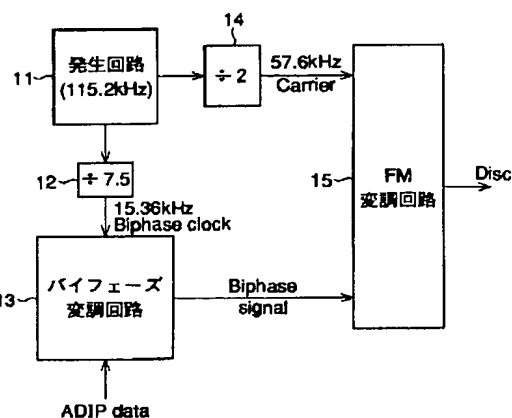 14
発生回路
(115.2kHz)
11
÷ 2
57.6kHz
Carrier
12
÷ 7.5
15.36kHz
Biphase clock
15
FM
変調回路
Disc
13
バイフェーズ
変調回路
Biphase
signal
ADIP data